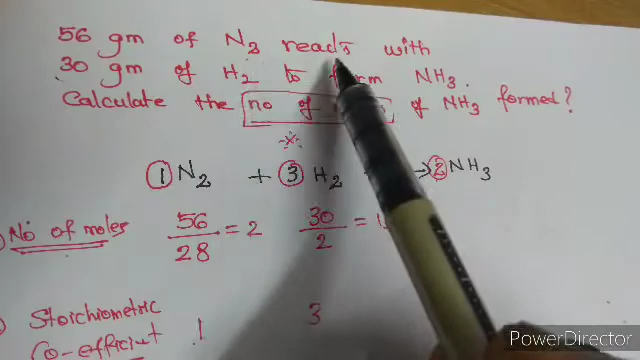 56 gm of N2 reacts with
30 gm of H2 to form NH3.
Calculate the no of of NH3 formed?
1 N2 + 3 H2 → 2 NH3
No of moles 56/28 = 2 30/2 =
Stoichiometric 3
Co-efficient 1
PowerDirector